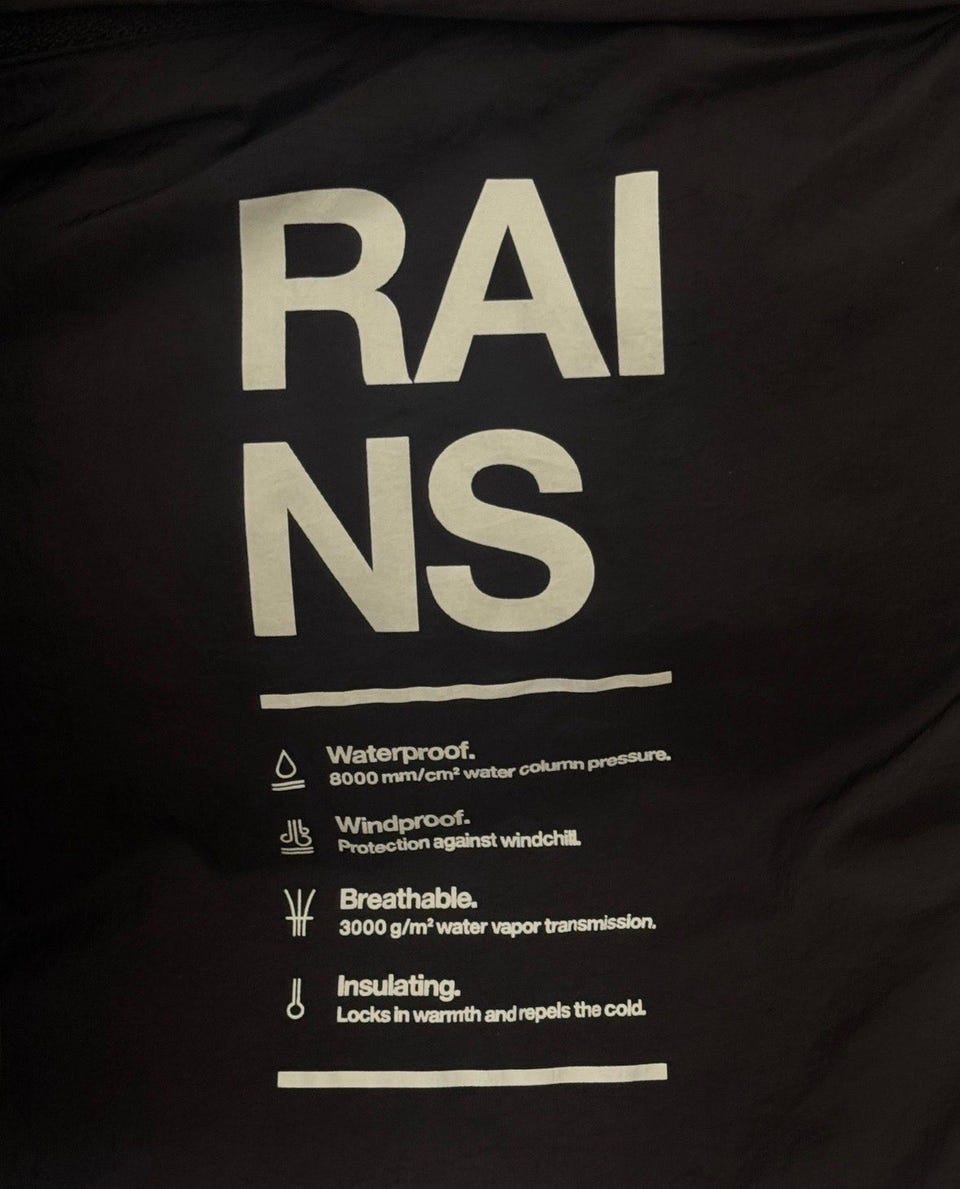 RAI
NS
Waterproof.
8000 mm/cm² water column pressure.
Windproof.
Protection against windchill.
Breathable.
3000 g/m² water vapor transmission.
Insulating.
Locks in warmth and repels the cold.